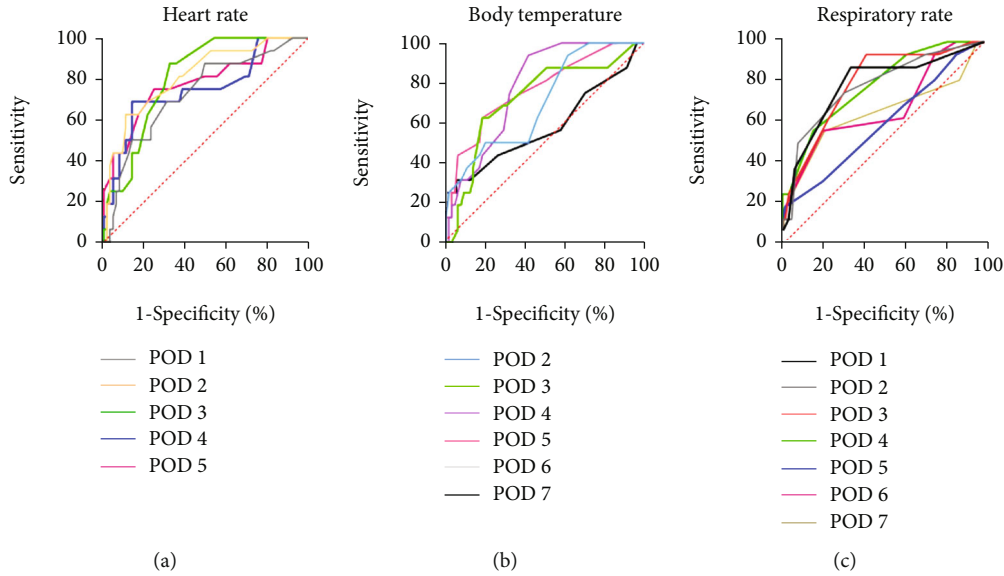 Heart rate
100
80
60
40
20
0
Sensitivity
0 20 40 60 80 100
1-Specificity (%)
POD 1
POD 2
POD 3
POD 4
POD 5
(a)
Body temperature
100
80
60
40
20
0
Sensitivity
0 20 40 60 80 100
1-Specificity (%)
POD 2
POD 3
POD 4
POD 5
POD 6
POD 7
(b)
Respiratory rate
100
80
60
40
20
0
Sensitivity
0 20 40 60 80 100
1-Specificity (%)
POD 1
POD 2
POD 3
POD 4
POD 5
POD 6
POD 7
(c)